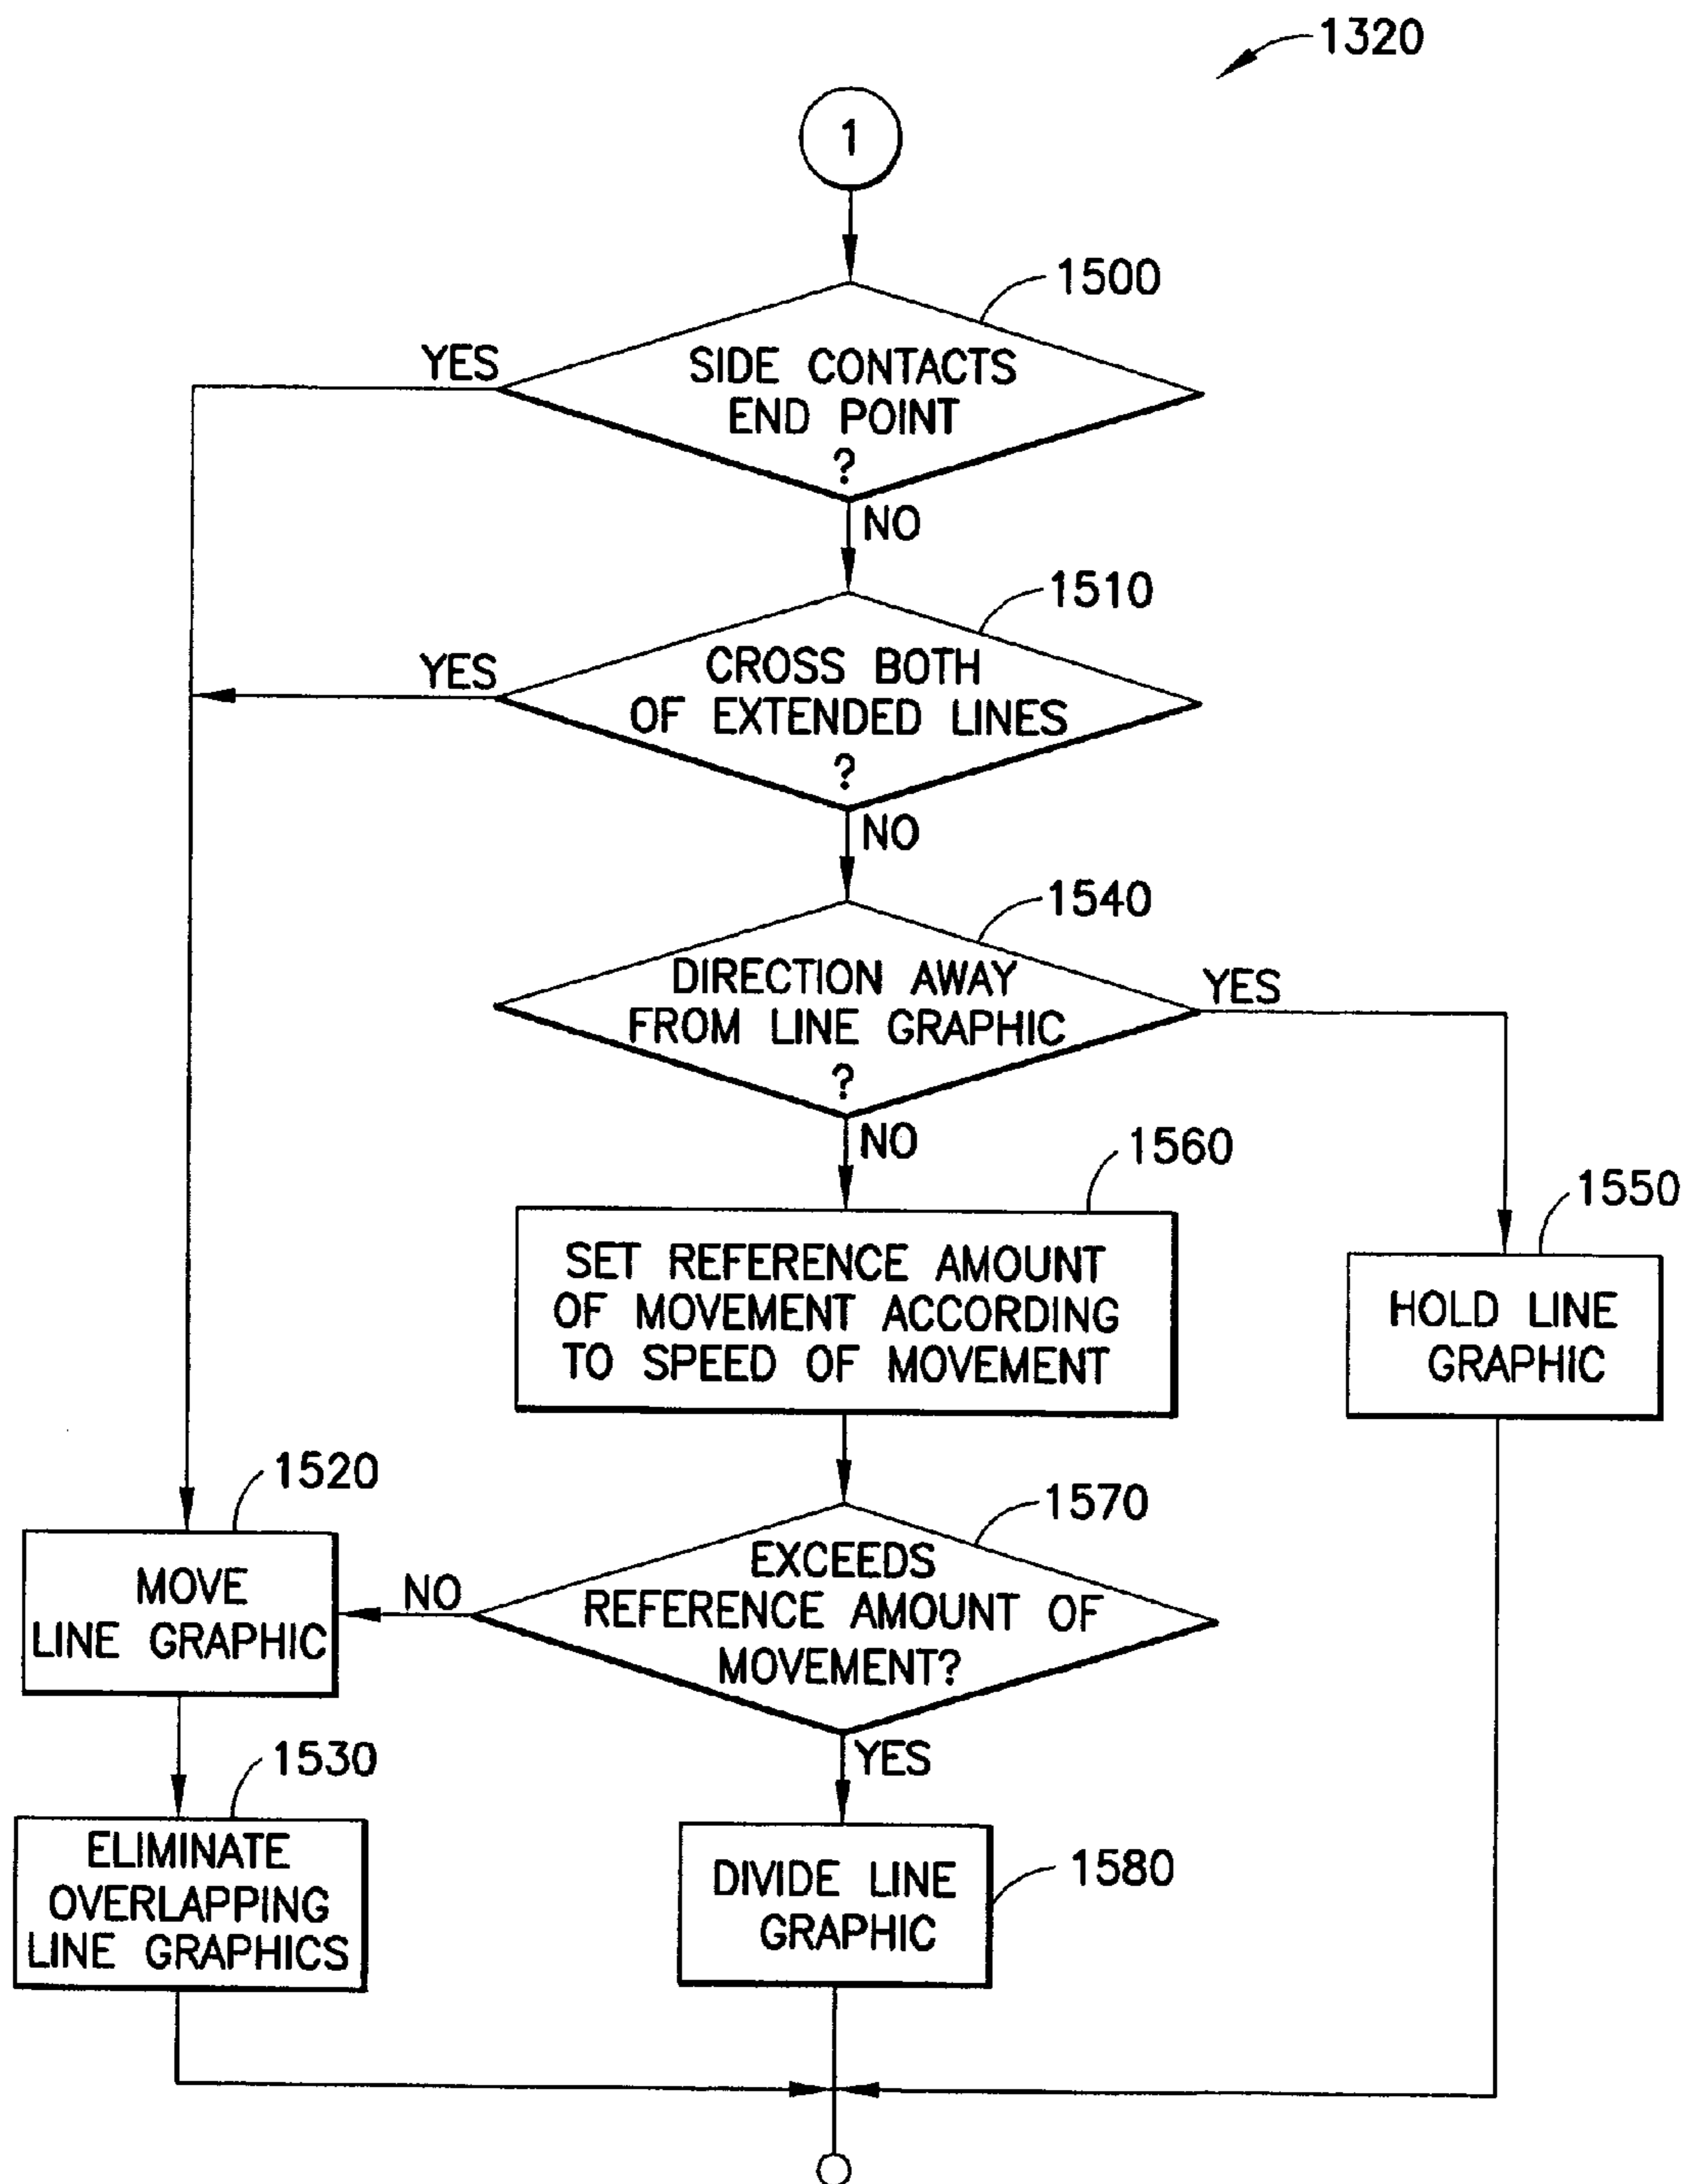 1320
1
1500
YES
SIDE CONTACTS
END POINT
?
NO
1510
YES
CROSS BOTH
OF EXTENDED LINES
?
NO
1540
DIRECTION AWAY
FROM LINE GRAPHIC
?
YES
NO
1560
SET REFERENCE AMOUNT
OF MOVEMENT ACCORDING
TO SPEED OF MOVEMENT
1550
HOLD LINE
GRAPHIC
1520
MOVE
LINE GRAPHIC
NO
1570
EXCEEDS
REFERENCE AMOUNT OF
MOVEMENT?
YES
1530
ELIMINATE
OVERLAPPING
LINE GRAPHICS
1580
DIVIDE LINE
GRAPHIC